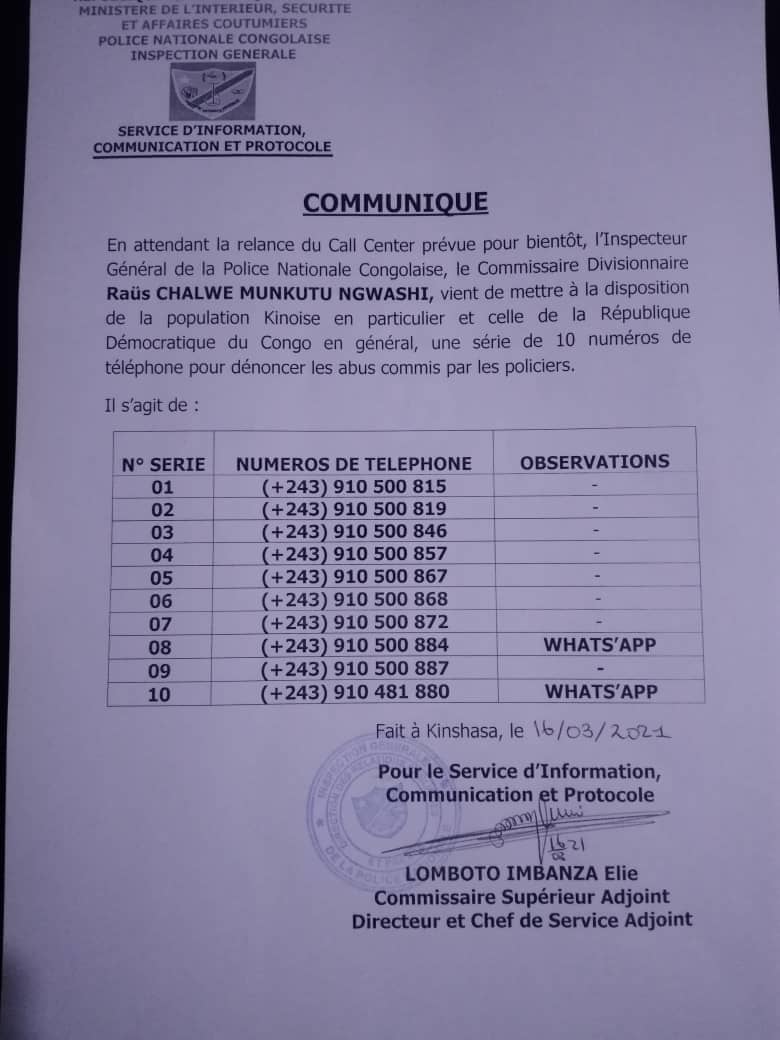 MINISTERE DE L'INTERIEUR, SECURITE
ET AFFAIRES COUTUMIERS
POLICE NATIONALE CONGOLAISE
INSPECTION GENERALE
SERVICE D'INFORMATION,
COMMUNICATION ET PROTOCOLE
COMMUNIQUE
En attendant la relance du Call Center prévue pour bientôt, l'Inspecteur
Général de la Police Nationale Congolaise, le Commissaire Divisionnaire
Raüs CHALWE MUNKUTU NGWASHI, vient de mettre à la disposition
de la population Kinoise en particulier et celle de la République
Démocratique du Congo en général, une série de 10 numéros de
téléphone pour dénoncer les abus commis par les policiers.
Il s'agit de :
N° SERIE NUMEROS DE TELEPHONE OBSERVATIONS
01 (+243) 910 500 815 -
02 (+243) 910 500 819 -
03 (+243) 910 500 846 -
04 (+243) 910 500 857 -
05 (+243) 910 500 867 -
06 (+243) 910 500 868 -
07 (+243) 910 500 872 -
08 (+243) 910 500 884 WHATS'APP
09 (+243) 910 500 887 -
10 (+243) 910 481 880 WHATS'APP
Fait à Kinshasa, le 16/03/2021
Pour le Service d'Information,
Communication et Protocole
LOMBOTO IMBANZA Elie
Commissaire Supérieur Adjoint
Directeur et Chef de Service Adjoint